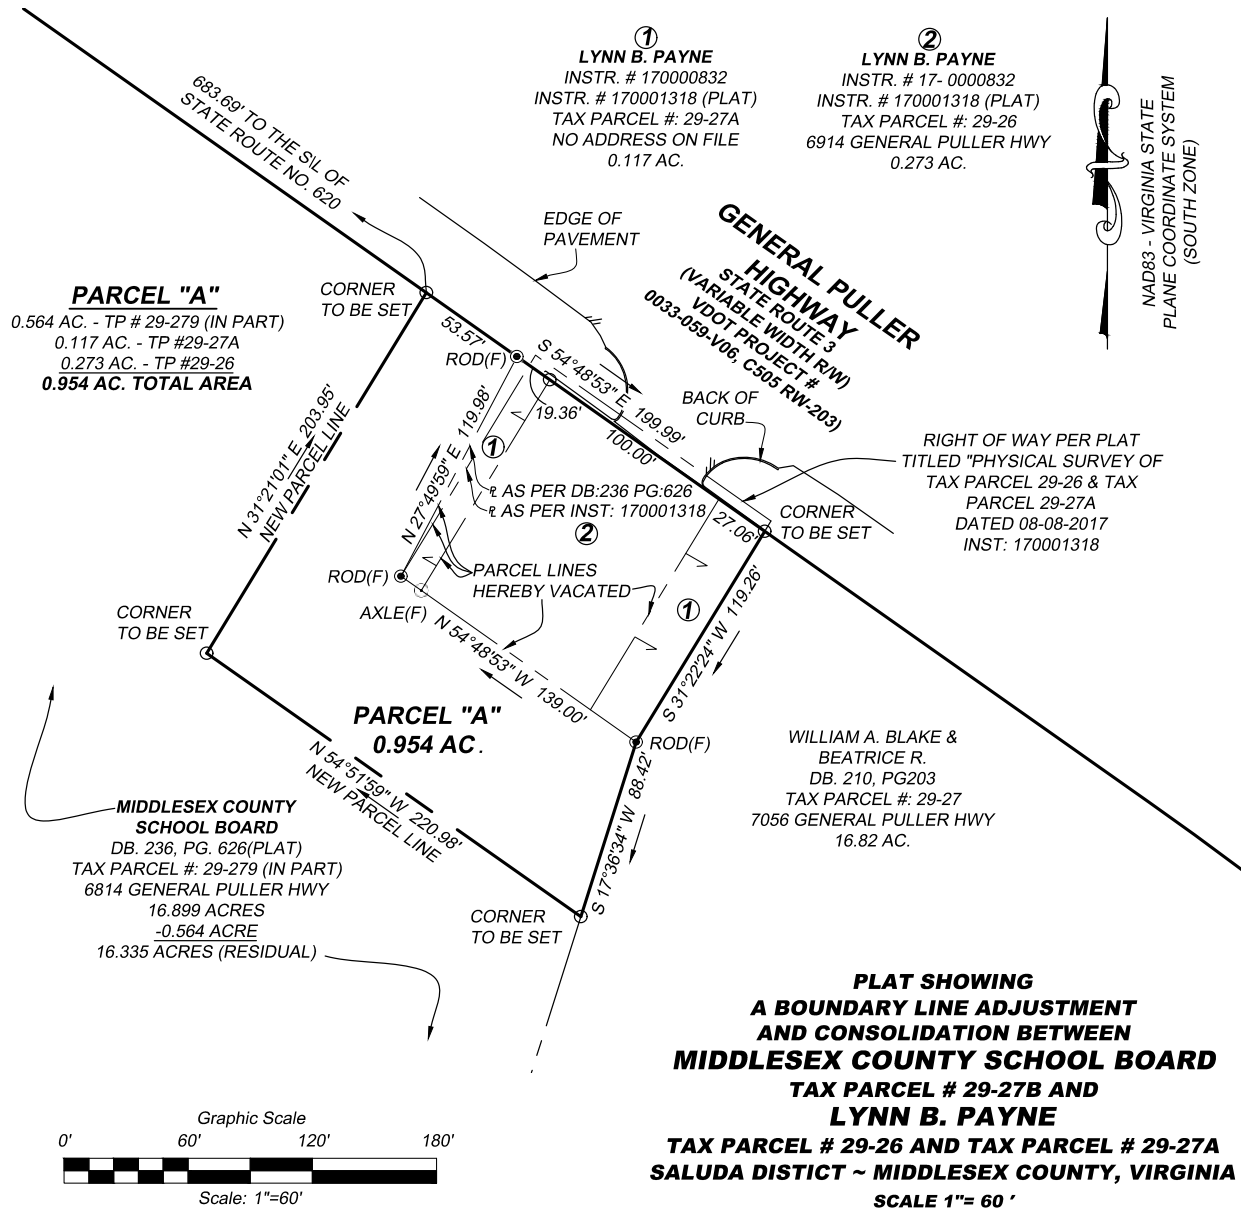 1
LYNN B. PAYNE
INSTR. # 170000832
INSTR. # 170001318 (PLAT)
TAX PARCEL #: 29-27A
NO ADDRESS ON FILE
0.117 AC.
2
LYNN B. PAYNE
INSTR. # 17- 0000832
INSTR. # 170001318 (PLAT)
TAX PARCEL #: 29-26
6914 GENERAL PULLER HWY
0.273 AC.
NAD83 - VIRGINIA STATE
PLANE COORDINATE SYSTEM
(SOUTH ZONE)
683.69' TO THE S\L OF
STATE ROUTE NO. 620
EDGE OF
PAVEMENT
GENERAL PULLER
HIGHWAY
STATE ROUTE 3
(VARIABLE WIDTH R/W)
VDOT PROJECT #
0033-059-V06, C505 RW-203)
PARCEL "A"
0.564 AC. - TP # 29-279 (IN PART)
0.117 AC. - TP #29-27A
0.273 AC. - TP #29-26
0.954 AC. TOTAL AREA
CORNER
TO BE SET
53.57'
ROD(F)
S 54°48'53" E 199.99'
19.36'
100.00'
27.06'
BACK OF
CURB
RIGHT OF WAY PER PLAT
TITLED "PHYSICAL SURVEY OF
TAX PARCEL 29-26 & TAX
PARCEL 29-27A
DATED 08-08-2017
INST: 170001318
CORNER
TO BE SET
N 31°21'01" E 203.95'
NEW PARCEL LINE
N 27°49'59" E 119.98'
1
℄ AS PER DB:236 PG:626
℄ AS PER INST: 170001318
2
ROD(F)
AXLE(F)
PARCEL LINES
HEREBY VACATED
1
N 54°48'53" W 139.00'
S 31°22'24" W 119.26'
CORNER
TO BE SET
PARCEL "A"
0.954 AC.
ROD(F)
N 54°51'59" W 220.98'
NEW PARCEL LINE
S 17°36'34" W 88.42'
WILLIAM A. BLAKE &
BEATRICE R.
DB. 210, PG203
TAX PARCEL #: 29-27
7056 GENERAL PULLER HWY
16.82 AC.
MIDDLESEX COUNTY
SCHOOL BOARD
DB. 236, PG. 626(PLAT)
TAX PARCEL #: 29-279 (IN PART)
6814 GENERAL PULLER HWY
16.899 ACRES
-0.564 ACRE
16.335 ACRES (RESIDUAL)
CORNER
TO BE SET
PLAT SHOWING
A BOUNDARY LINE ADJUSTMENT
AND CONSOLIDATION BETWEEN
MIDDLESEX COUNTY SCHOOL BOARD
TAX PARCEL # 29-27B AND
LYNN B. PAYNE
TAX PARCEL # 29-26 AND TAX PARCEL # 29-27A
SALUDA DISTICT ~ MIDDLESEX COUNTY, VIRGINIA
SCALE 1"= 60 '
Graphic Scale
0' 60' 120' 180'
Scale: 1"=60'